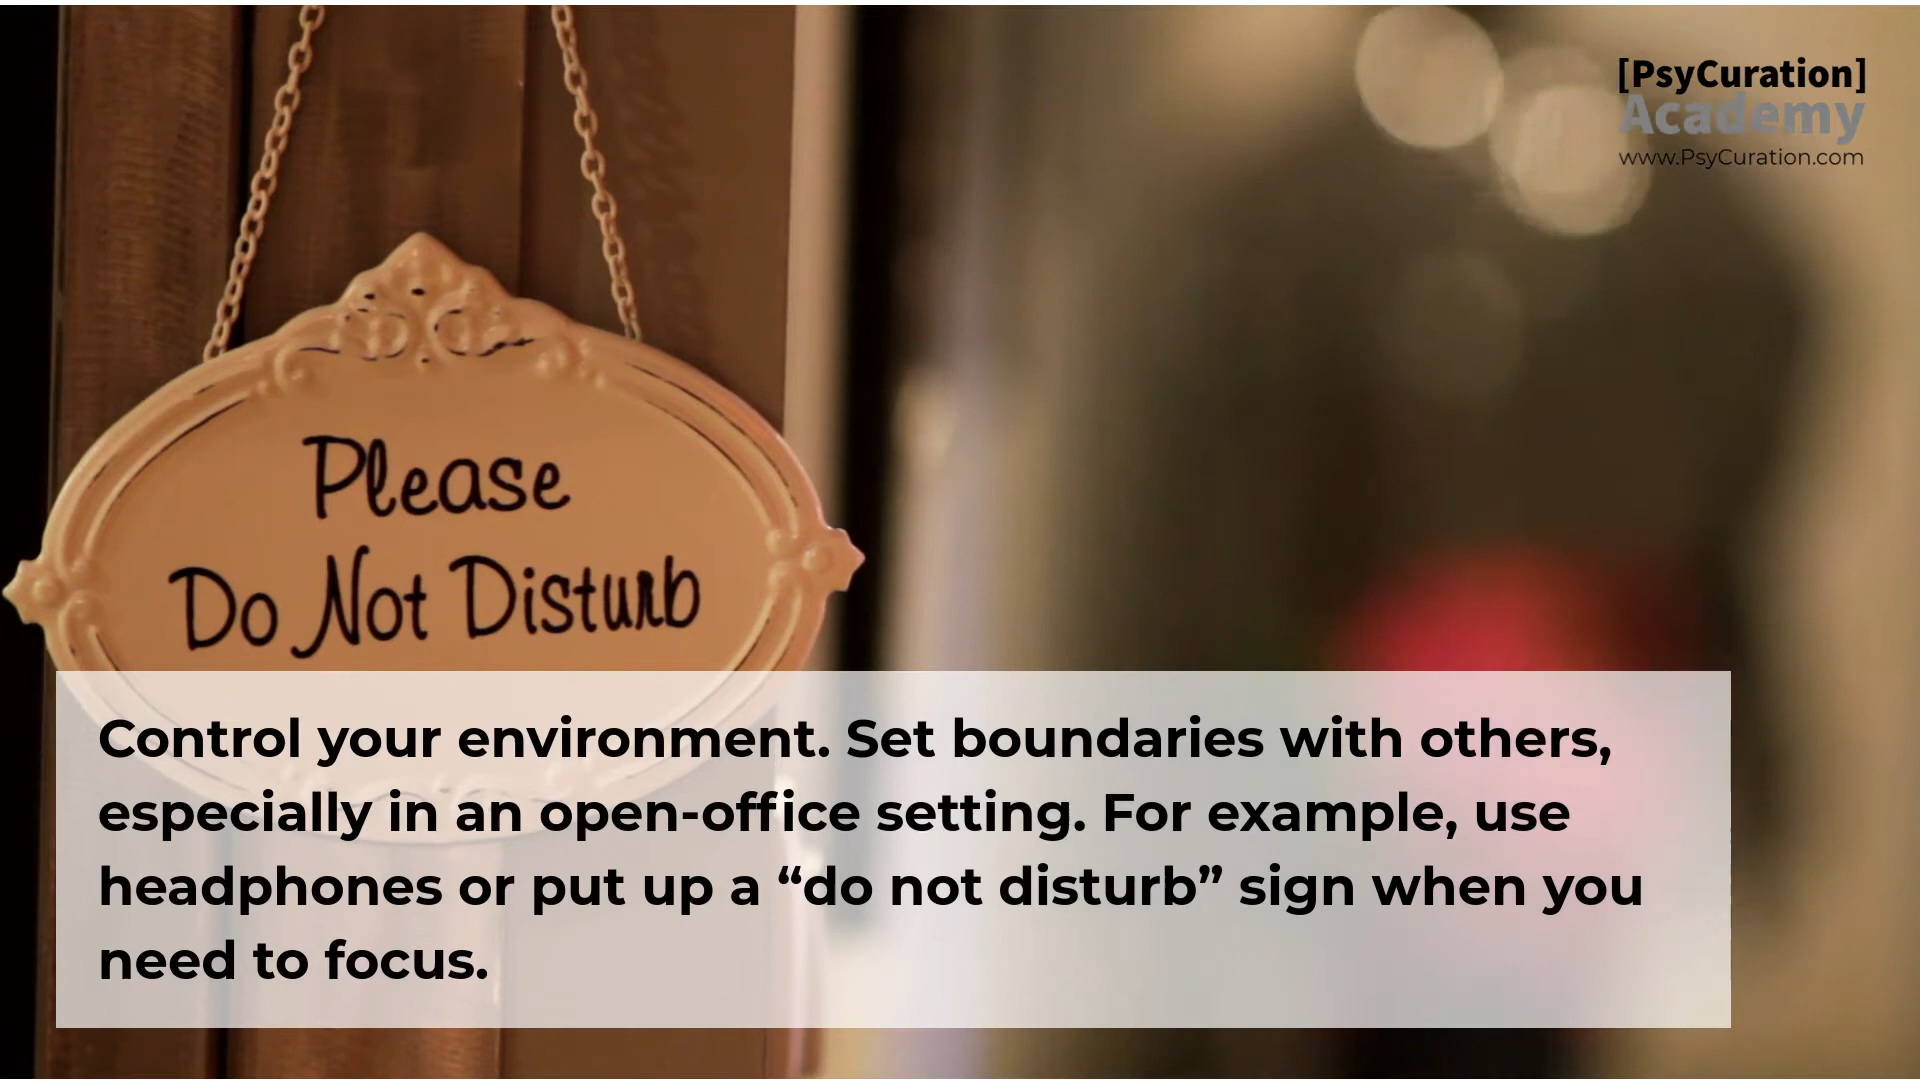 [PsyCuration]
Academy
www.PsyCuration.com
Please
Do Not Disturb
Control your environment. Set boundaries with others,
especially in an open-office setting. For example, use
headphones or put up a “do not disturb” sign when you
need to focus.